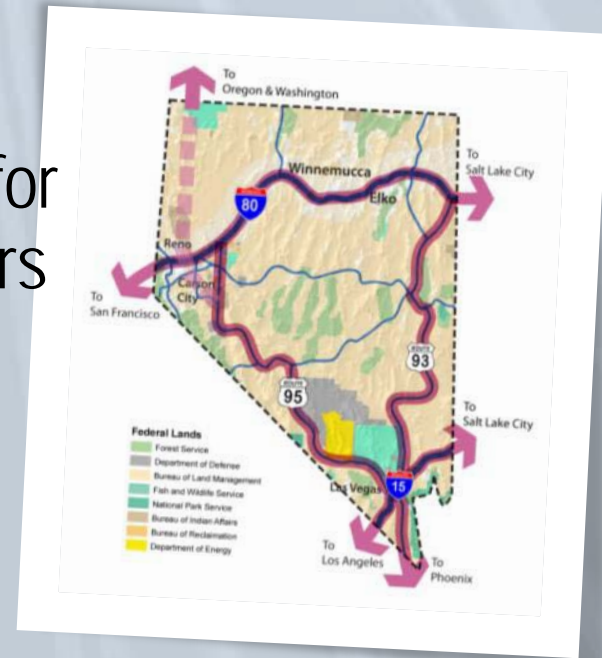 for
rs
To
Oregon & Washington
To
Salt Lake City
Winnemucca
Elko
80
Reno
Carson
City
To
San Francisco
93
ROUTE
95
To
Salt Lake City
Federal Lands
Forest Service
Department of Defense
Bureau of Land Management
Fish and Wildlife Service
National Park Service
Bureau of Indian Affairs
Bureau of Reclamation
Department of Energy
Las Vegas
15
To
Los Angeles
To
Phoenix